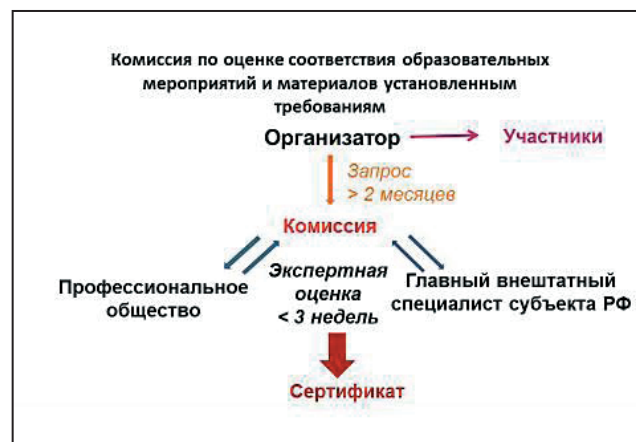 Комиссия по оценке соответствия образовательных
мероприятий и материалов установленным
требованиям
Организатор
Участники
Запрос
> 2 месяцев
Комиссия
Профессиональное
общество
Экспертная
оценка
< 3 недель
Главный внештатный
специалист субъекта РФ
Сертификат